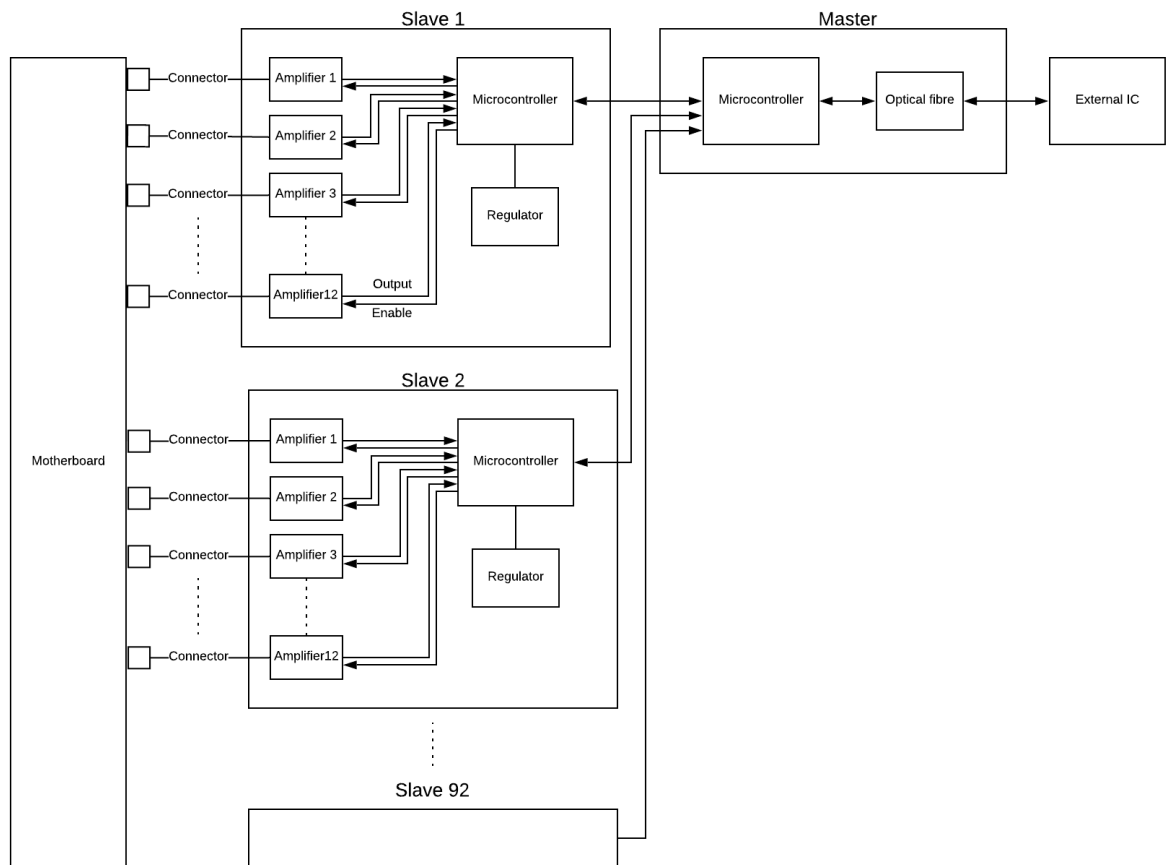 Slave 1
Master
Connector
Amplifier 1
Microcontroller
Microcontroller
Optical fibre
External IC
Connector
Amplifier 2
Connector
Amplifier 3
Regulator
Connector
Amplifier12
Output
Enable
Slave 2
Motherboard
Connector
Amplifier 1
Microcontroller
Connector
Amplifier 2
Connector
Amplifier 3
Regulator
Connector
Amplifier12
Slave 92